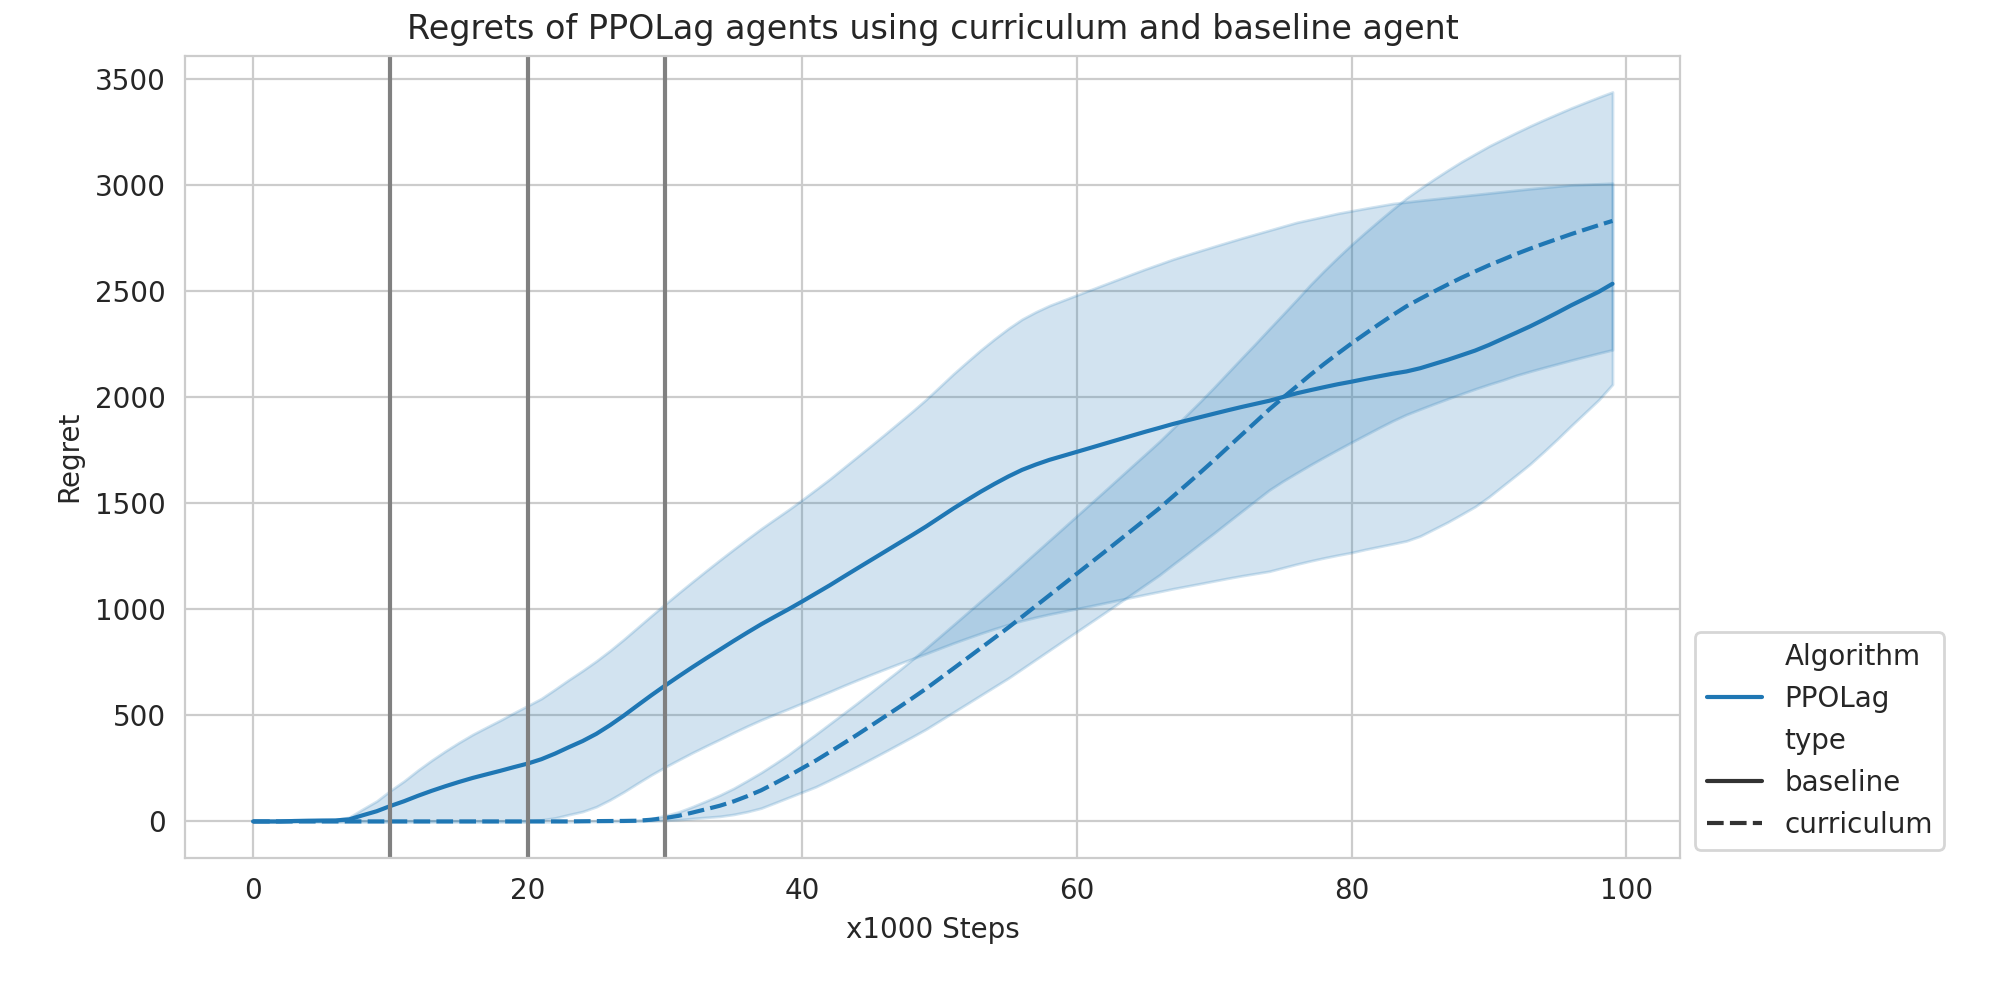 Regrets of PPOLag agents using curriculum and baseline agent
3500
3000
2500
2000
1500
1000
500
0
Regret
0 20 40 60 80 100
x1000 Steps
Algorithm
PPOLag
type
baseline
curriculum